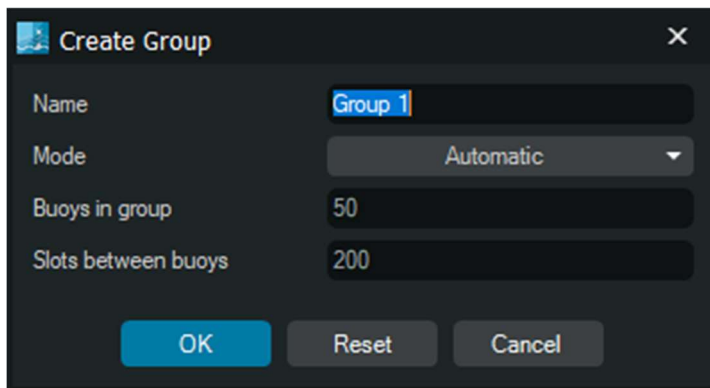 Create Group
Name Group 1
Mode Automatic
Buoys in group 50
Slots between buoys 200
OK Reset Cancel